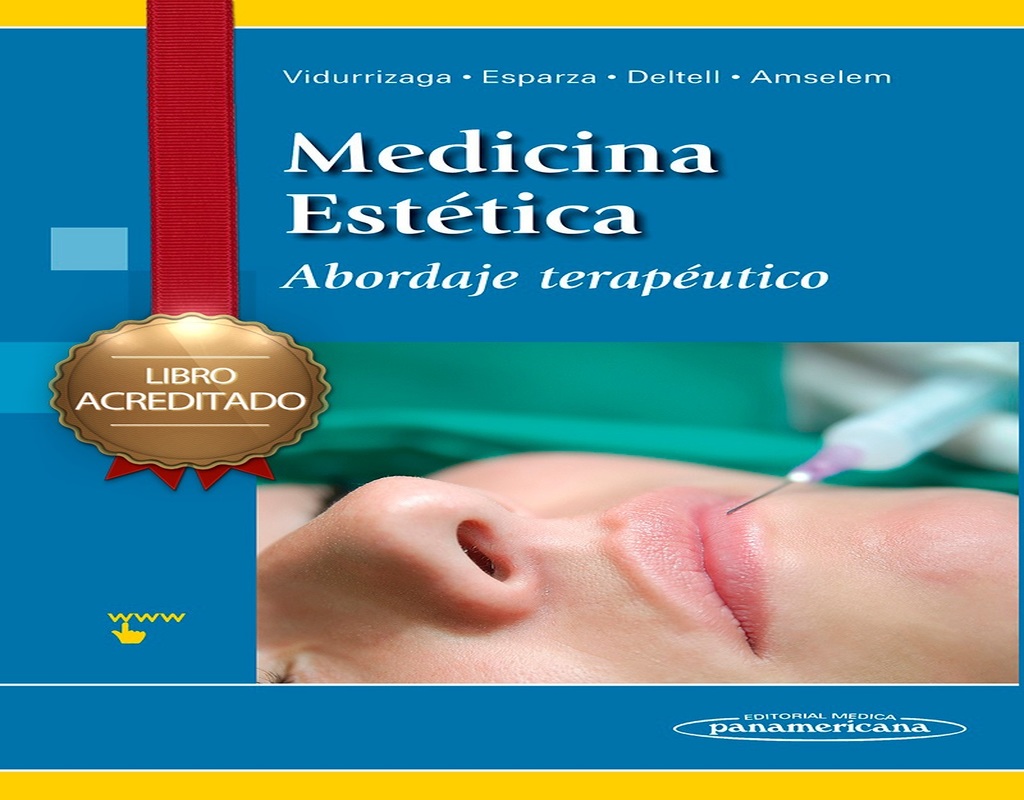 Vidurrizaga • Esparza • Deltell • Amselem
Medicina
Estética
Abordaje terapéutico
LIBRO
ACREDITADO
www
EDITORIAL MEDICA
panamericana